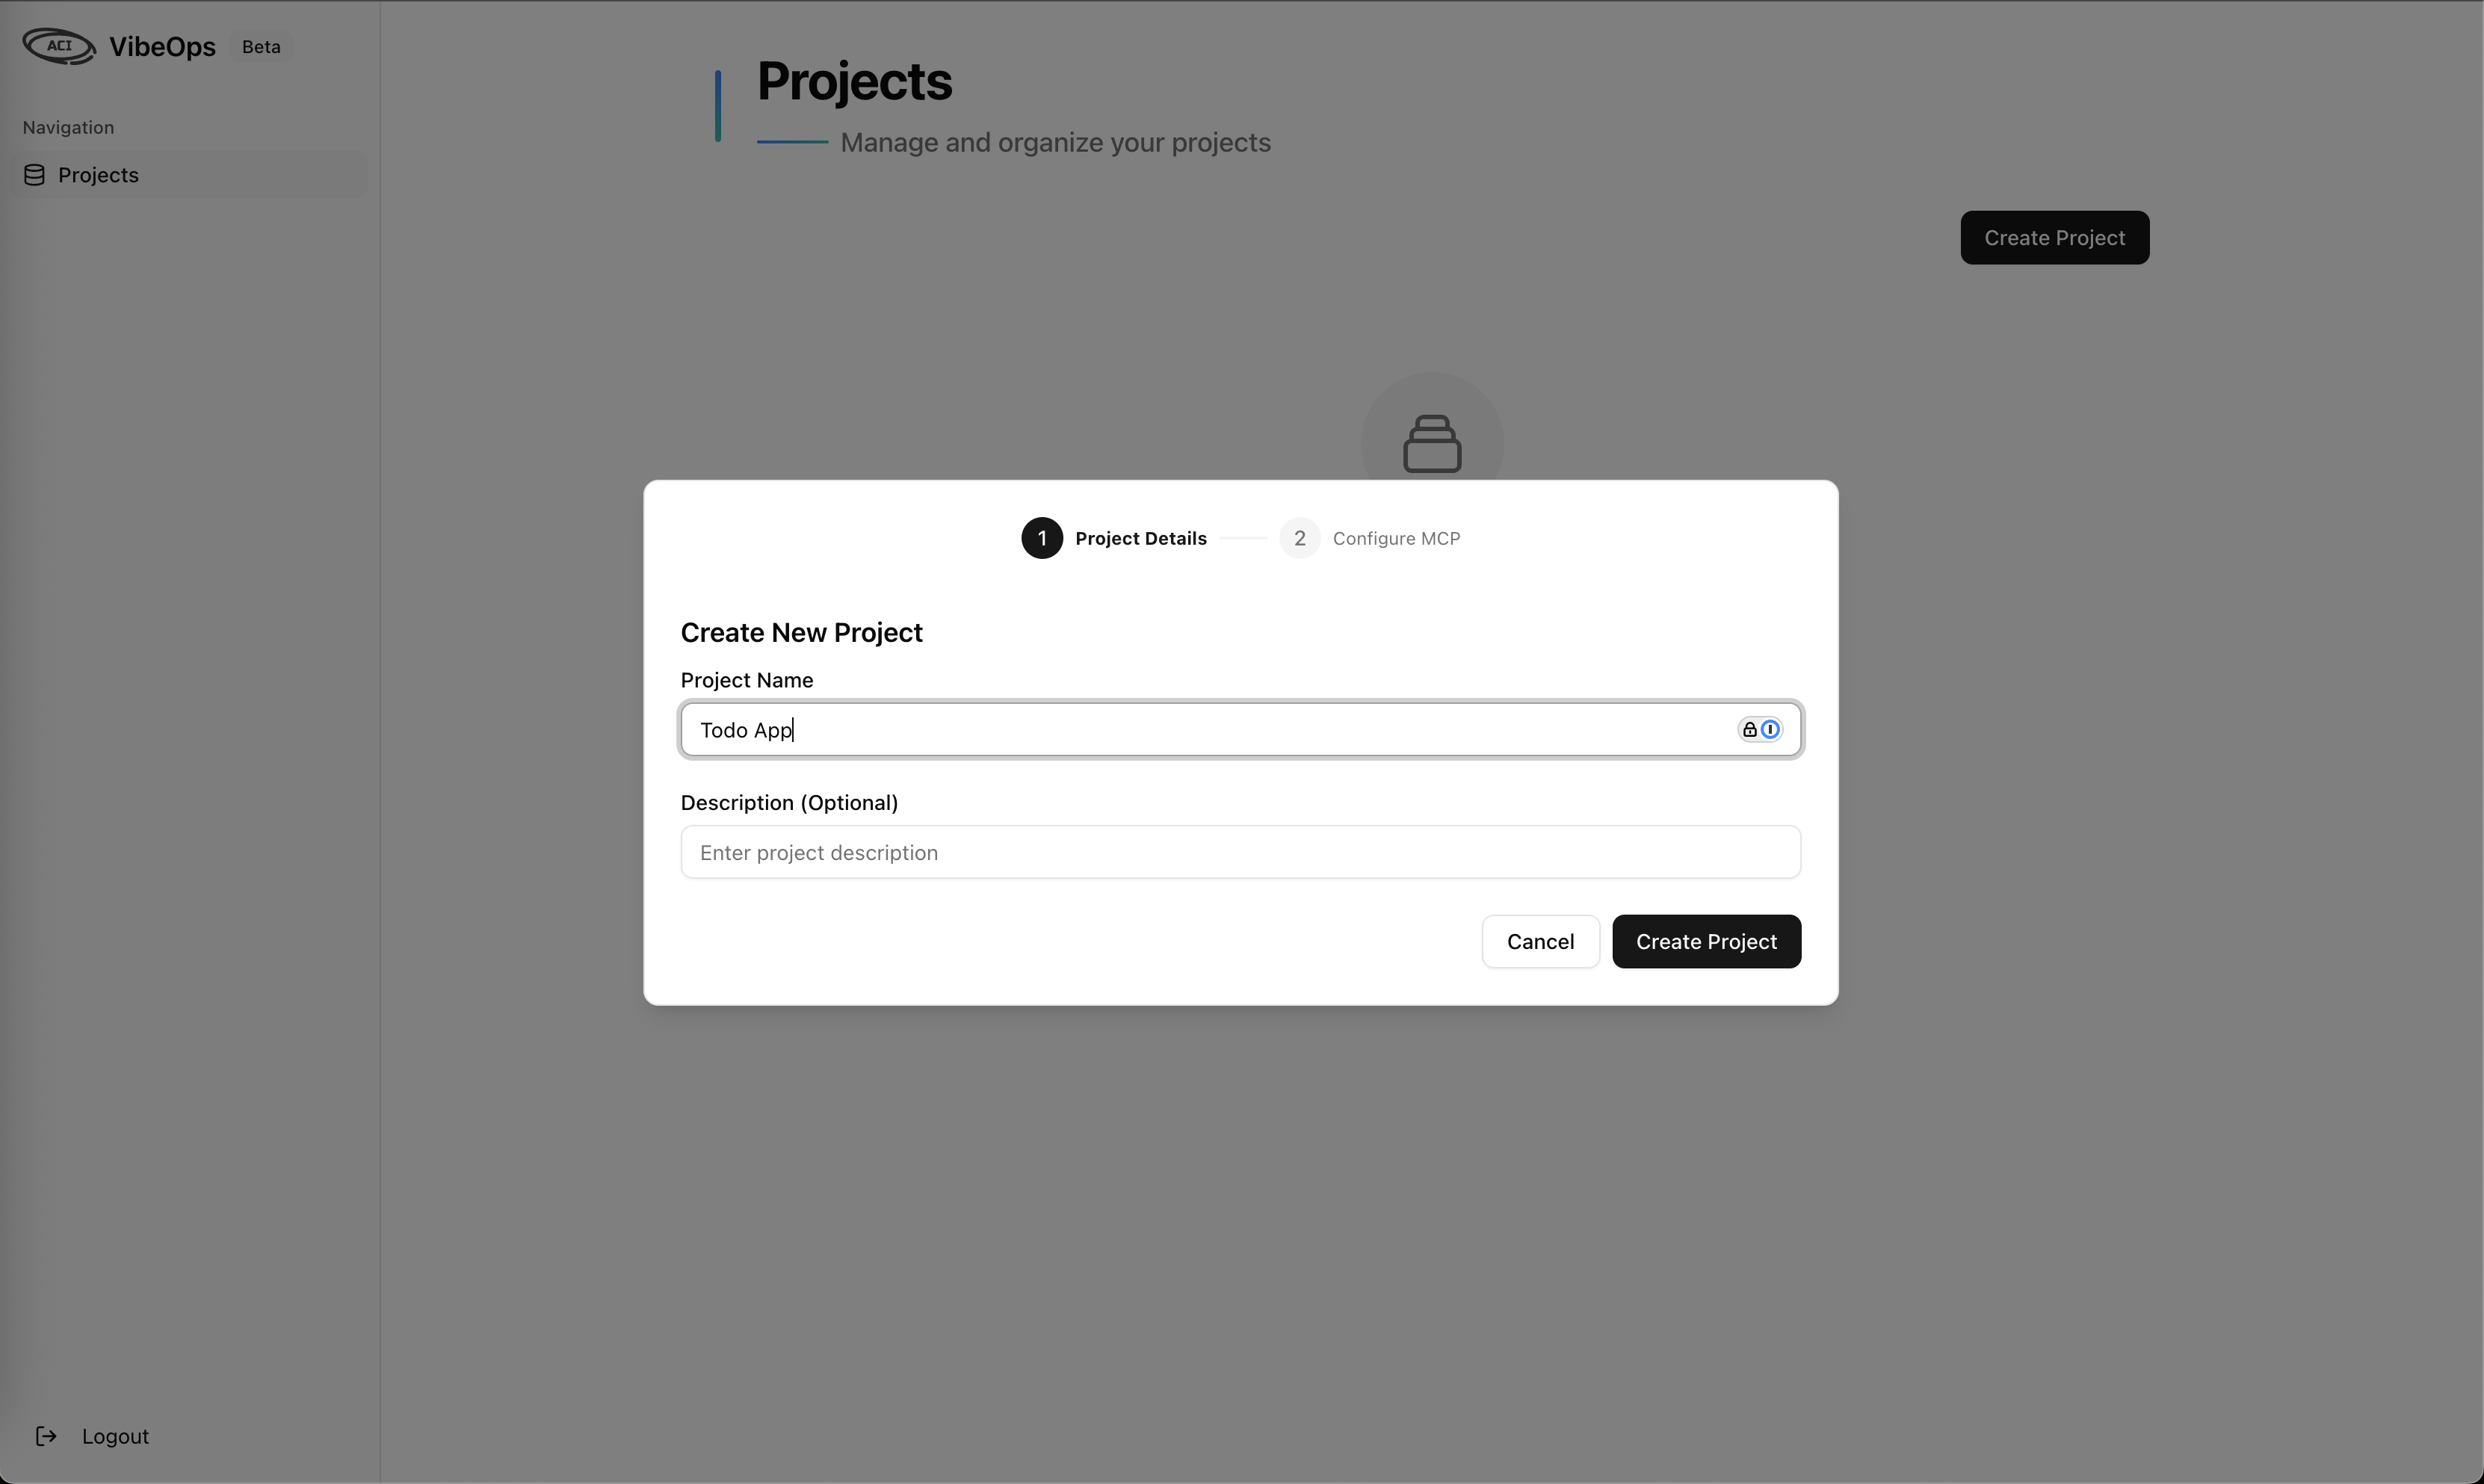 ACI VibeOps Beta
Navigation
Projects
Logout
Projects
Manage and organize your projects
Create Project
1 Project Details 2 Configure MCP
Create New Project
Project Name
Todo App
Description (Optional)
Enter project description
Cancel Create Project